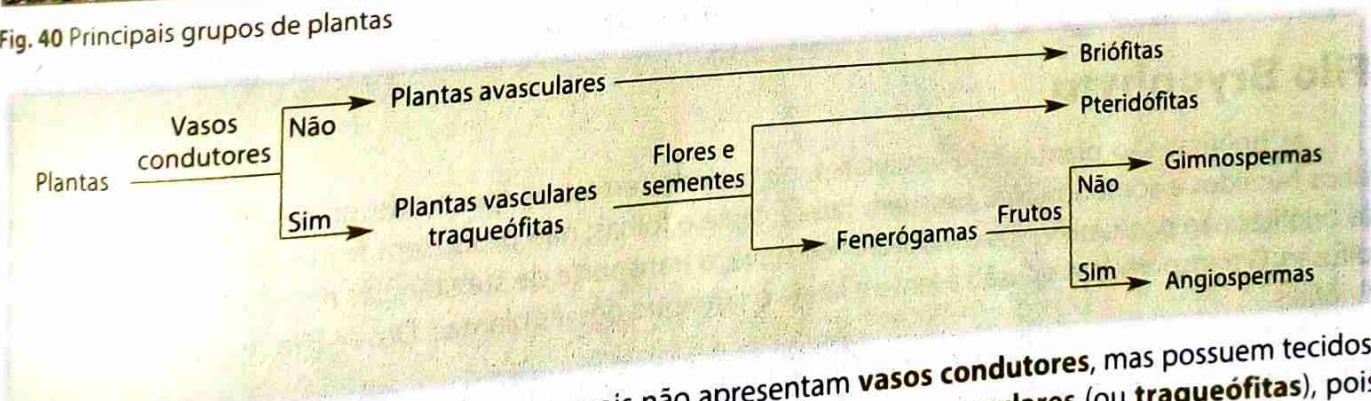 Fig. 40 Principais grupos de plantas
Plantas
Vasos
condutores
Não
Plantas avasculares
Briófitas
Sim
Plantas vasculares
traqueófitas
Flores e
sementes
Pteridófitas
Fenerógamas
Frutos
Não
Gimnospermas
Sim
Angiospermas
não apresentam vasos condutores, mas possuem tecidos
(ou traqueófitas), pois